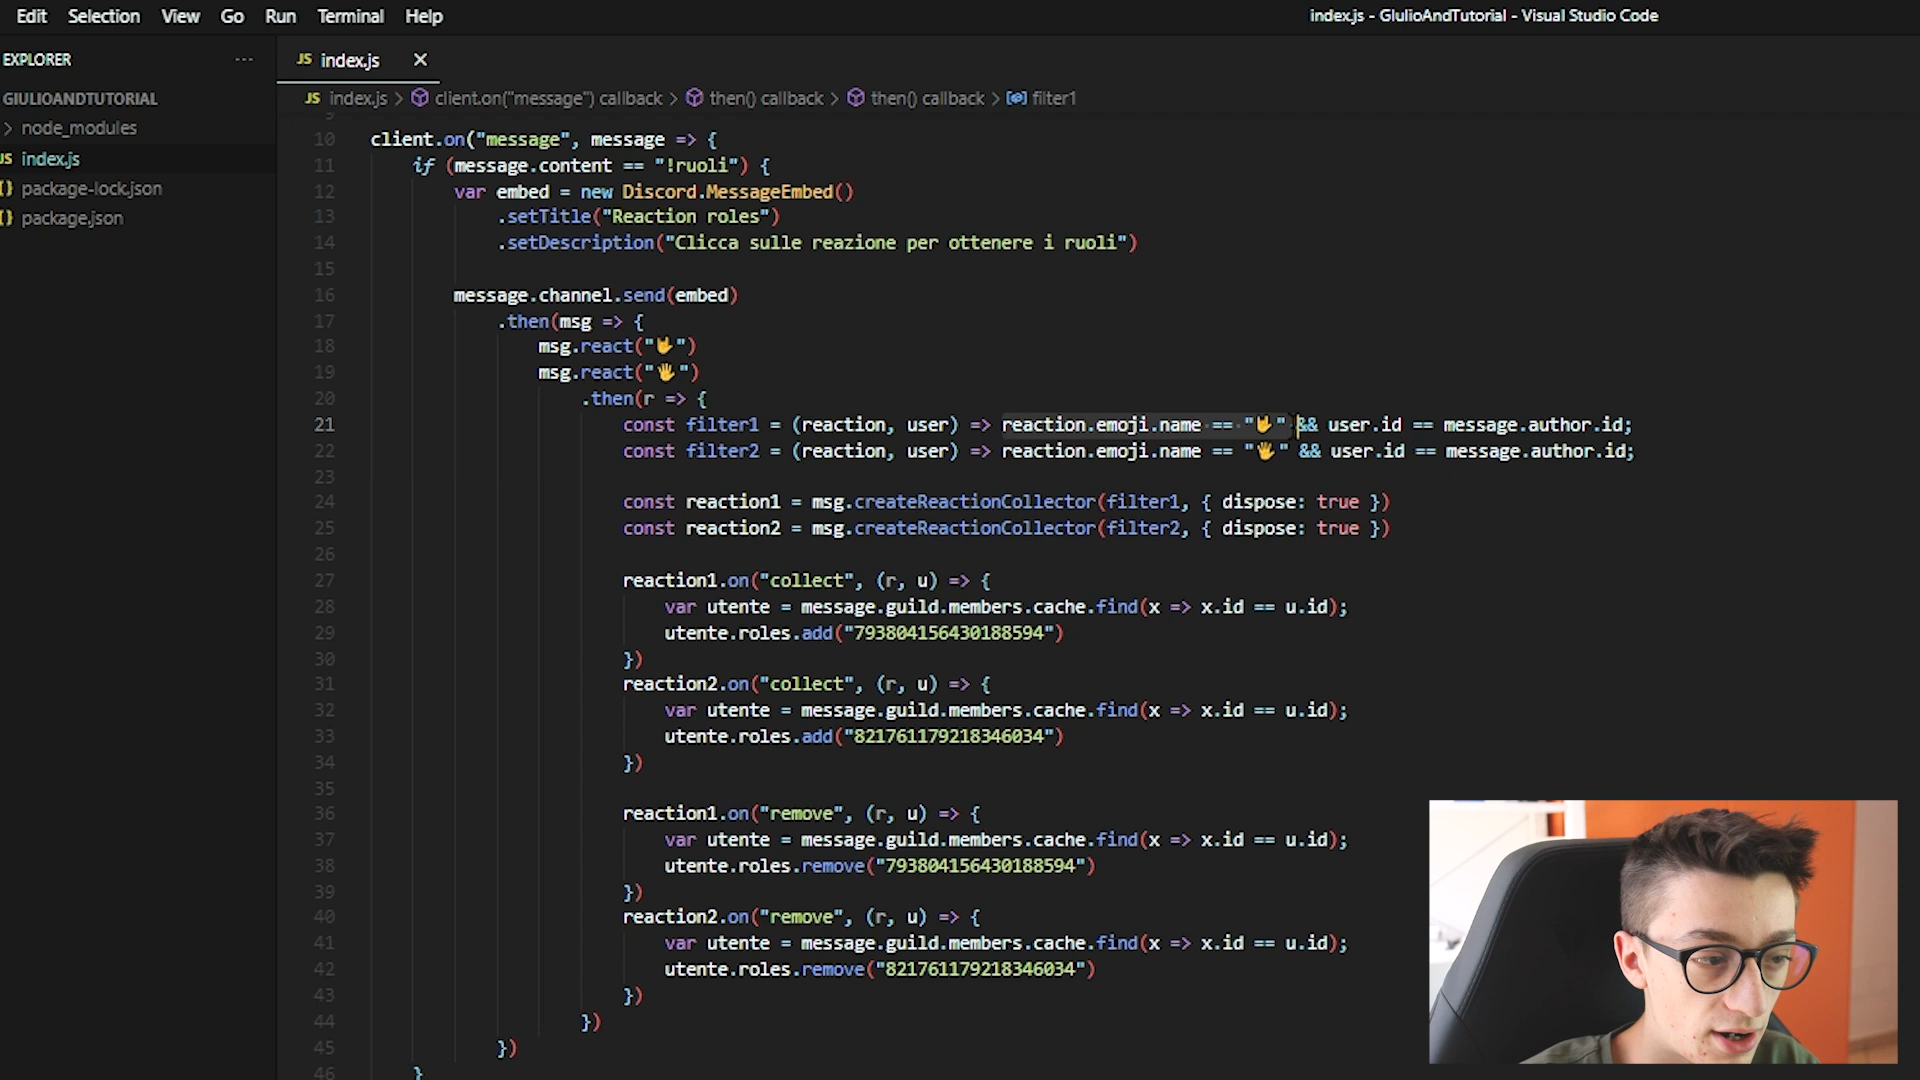 Edit Selection View Go Run Terminal Help
index.js - GIulioAndTutorial - Visual Studio Code
EXPLORER ···
JS index.js ×
GIULIOANDTUTORIAL
JS index.js > client.on("message") callback > then() callback > then() callback > filter1
> node_modules
JS index.js
{} package-lock.json
{} package.json
10 client.on("message", message => {
11 if (message.content == "!ruoli") {
12 var embed = new Discord.MessageEmbed()
13 .setTitle("Reaction roles")
14 .setDescription("Clicca sulle reazione per ottenere i ruoli")
15
16 message.channel.send(embed)
17 .then(msg => {
18 msg.react("🤟")
19 msg.react("🖐")
20 .then(r => {
21 const filter1 = (reaction, user) => reaction.emoji.name == "🤟" && user.id == message.author.id;
22 const filter2 = (reaction, user) => reaction.emoji.name == "🖐" && user.id == message.author.id;
23
24 const reaction1 = msg.createReactionCollector(filter1, { dispose: true })
25 const reaction2 = msg.createReactionCollector(filter2, { dispose: true })
26
27 reaction1.on("collect", (r, u) => {
28 var utente = message.guild.members.cache.find(x => x.id == u.id);
29 utente.roles.add("793804156430188594")
30 })
31 reaction2.on("collect", (r, u) => {
32 var utente = message.guild.members.cache.find(x => x.id == u.id);
33 utente.roles.add("821761179218346034")
34 })
35
36 reaction1.on("remove", (r, u) => {
37 var utente = message.guild.members.cache.find(x => x.id == u.id);
38 utente.roles.remove("793804156430188594")
39 })
40 reaction2.on("remove", (r, u) => {
41 var utente = message.guild.members.cache.find(x => x.id == u.id);
42 utente.roles.remove("821761179218346034")
43 })
44 })
45 })
46 }